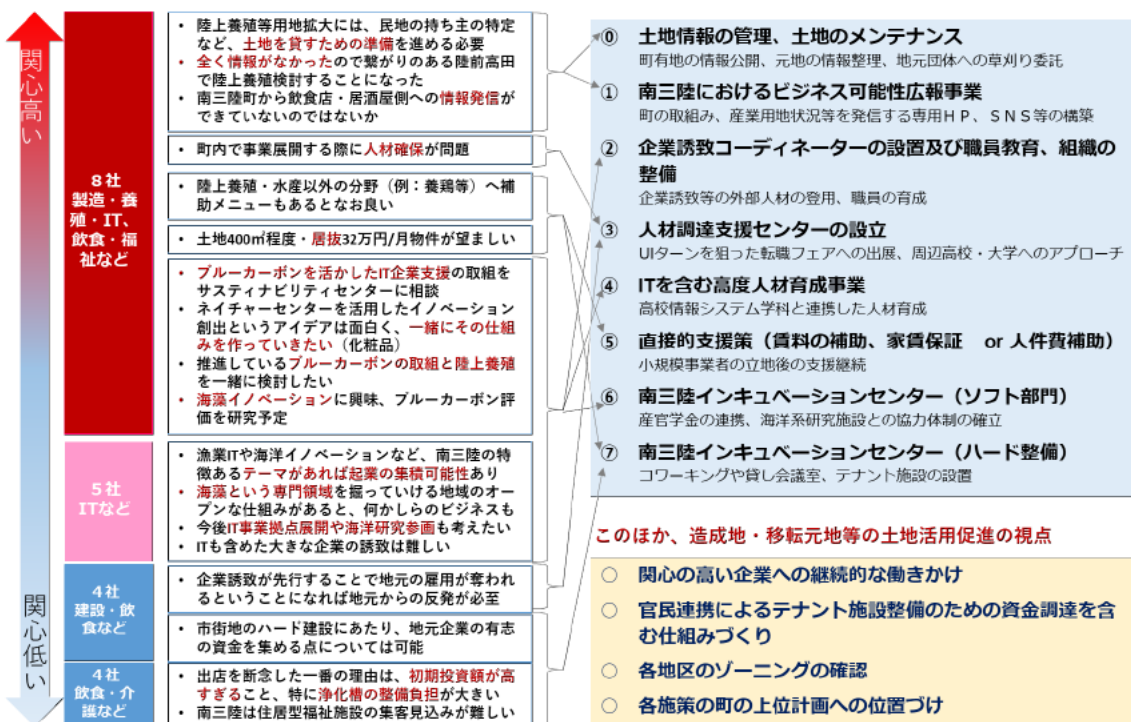 関心高い
関心低い
8社
製造・養
殖・IT、
飲食・福
祉など
5社
ITなど
4社
建設・飲
食など
4社
飲食・介
護など
• 陸上養殖等用地拡大には、民地の持ち主の特定
など、土地を貸すための準備を進める必要
• 全く情報がなかったので繋がりのある陸前高田
で陸上養殖検討することになった
• 南三陸町から飲食店・居酒屋側への情報発信が
できていないのではないか
• 町内で事業展開する際に人材確保が問題
• 陸上養殖・水産以外の分野（例：養鶏等）へ補
助メニューもあるとなお良い
• 土地400㎡程度・居抜32万円/月物件が望ましい
• ブルーカーボンを活かしたIT企業支援の取組を
サスティナビリティセンターに相談
• ネイチャーセンターを活用したイノベーション
創出というアイデアは面白く、一緒にその仕組
みを作っていきたい（化粧品）
• 推進しているブルーカーボンの取組と陸上養殖
を一緒に検討したい
• 海藻イノベーションに興味、ブルーカーボン評
価を研究予定
• 漁業ITや海洋イノベーションなど、南三陸の特
徴あるテーマがあれば起業の集積可能性あり
• 海藻という専門領域を掘っていける地域のオー
プンな仕組みがあると、何かしらのビジネスも
• 今後IT事業拠点展開や海洋研究参画も考えたい
• ITも含めた大きな企業の誘致は難しい
• 企業誘致が先行することで地元の雇用が奪われ
るということになれば地元からの反発が必至
• 市街地のハード建設にあたり、地元企業の有志
の資金を集める点については可能
• 出店を断念した一番の理由は、初期投資額が高
すぎること、特に浄化槽の整備負担が大きい
• 南三陸は住居型福祉施設の集客見込みが難しい
⓪ 土地情報の管理、土地のメンテナンス
町有地の情報公開、元地の情報整理、地元団体への草刈り委託
① 南三陸におけるビジネス可能性広報事業
町の取組み、産業用地状況等を発信する専用ＨＰ、ＳＮＳ等の構築
② 企業誘致コーディネーターの設置及び職員教育、組織の
整備
企業誘致等の外部人材の登用、職員の育成
③ 人材調達支援センターの設立
UIターンを狙った転職フェアへの出展、周辺高校・大学へのアプローチ
④ ITを含む高度人材育成事業
高校情報システム学科と連携した人材育成
⑤ 直接的支援策（賃料の補助、家賃保証　or 人件費補助）
小規模事業者の立地後の支援継続
⑥ 南三陸インキュベーションセンター（ソフト部門）
産官学金の連携、海洋系研究施設との協力体制の確立
⑦ 南三陸インキュベーションセンター（ハード整備）
コワーキングや貸し会議室、テナント施設の設置
このほか、造成地・移転元地等の土地活用促進の視点
○ 関心の高い企業への継続的な働きかけ
○ 官民連携によるテナント施設整備のための資金調達を含
む仕組みづくり
○ 各地区のゾーニングの確認
○ 各施策の町の上位計画への位置づけ